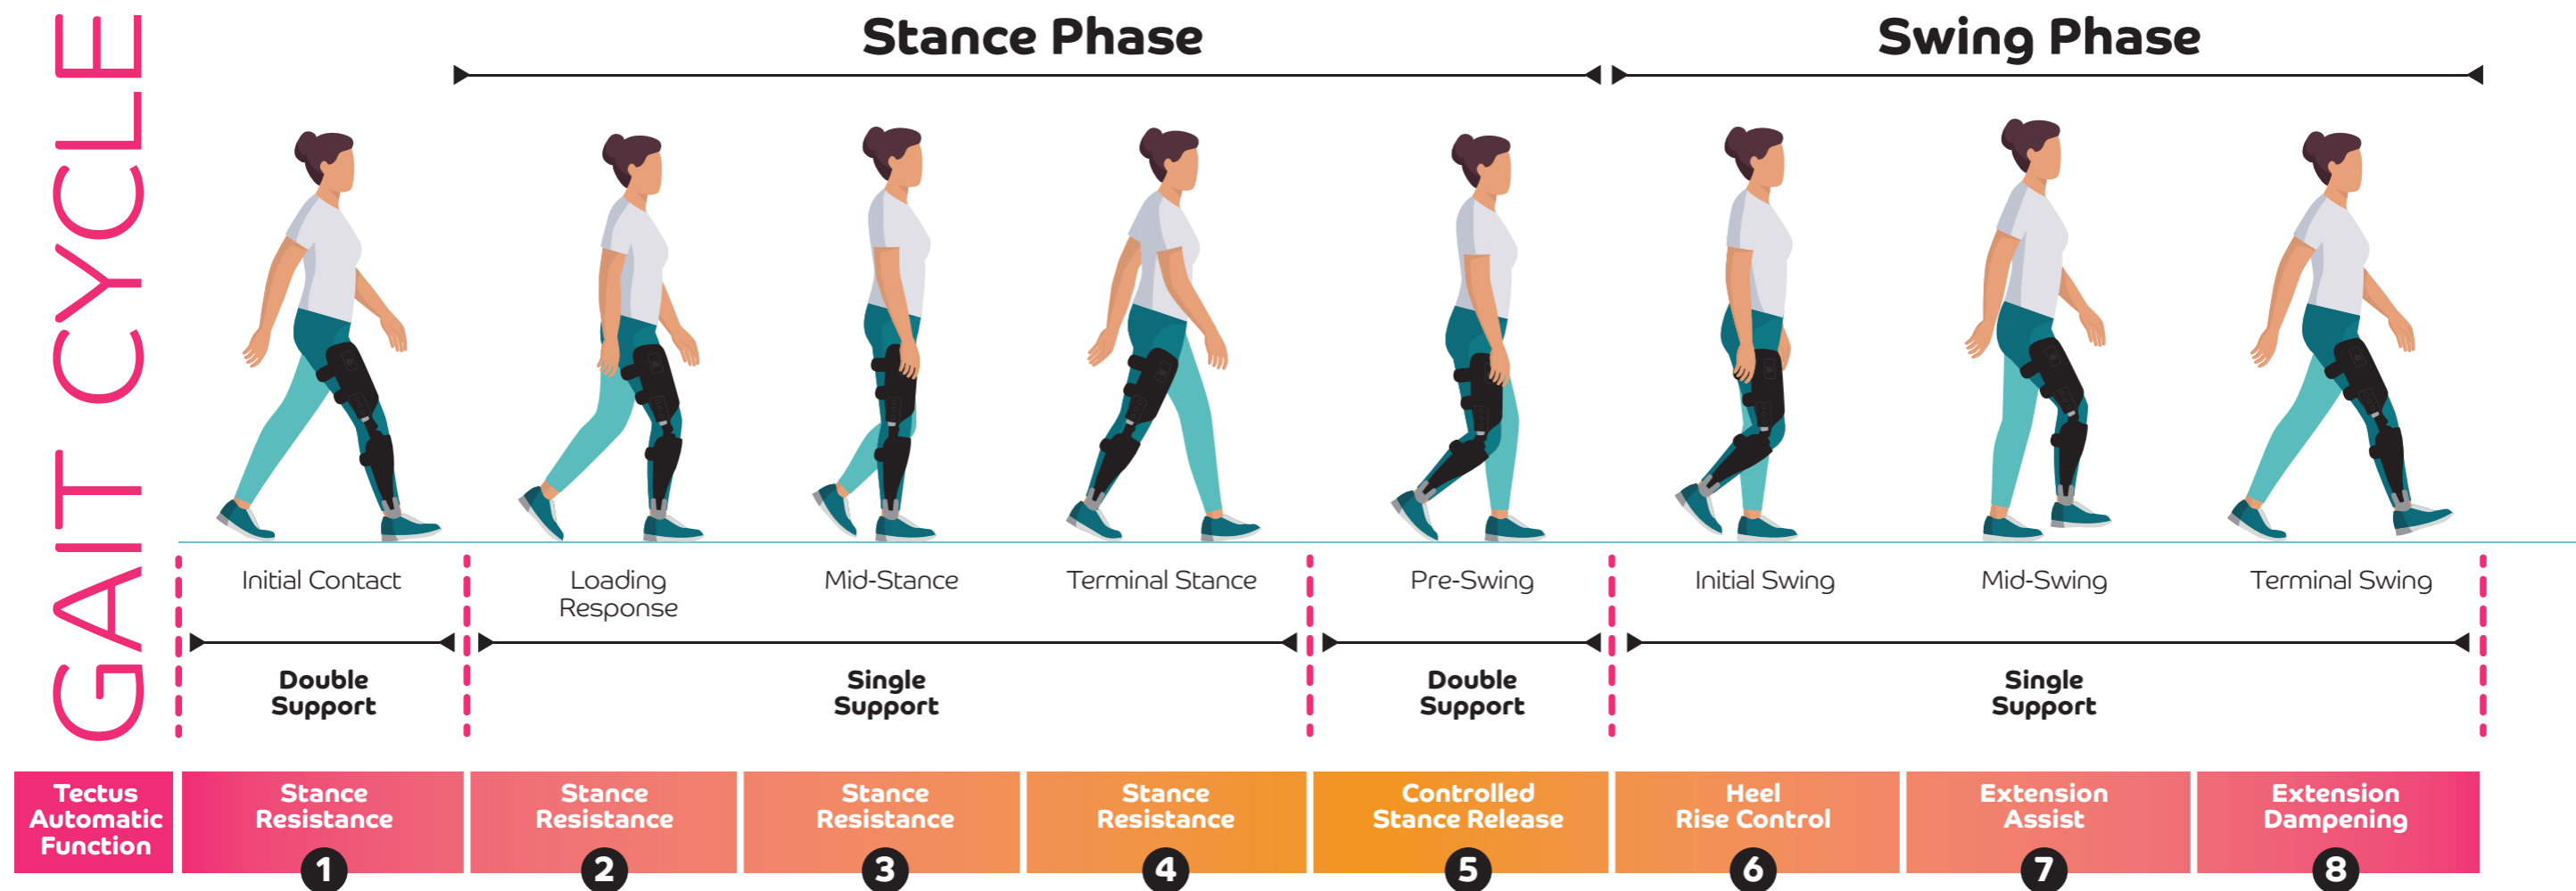 GAIT CYCLE
Stance Phase
Swing Phase
Initial Contact
Loading
Response
Mid-Stance
Terminal Stance
Pre-Swing
Initial Swing
Mid-Swing
Terminal Swing
Double
Support
Single
Support
Double
Support
Single
Support
Tectus
Automatic
Function
Stance
Resistance
1
Stance
Resistance
2
Stance
Resistance
3
Stance
Resistance
4
Controlled
Stance Release
5
Heel
Rise Control
6
Extension
Assist
7
Extension
Dampening
8